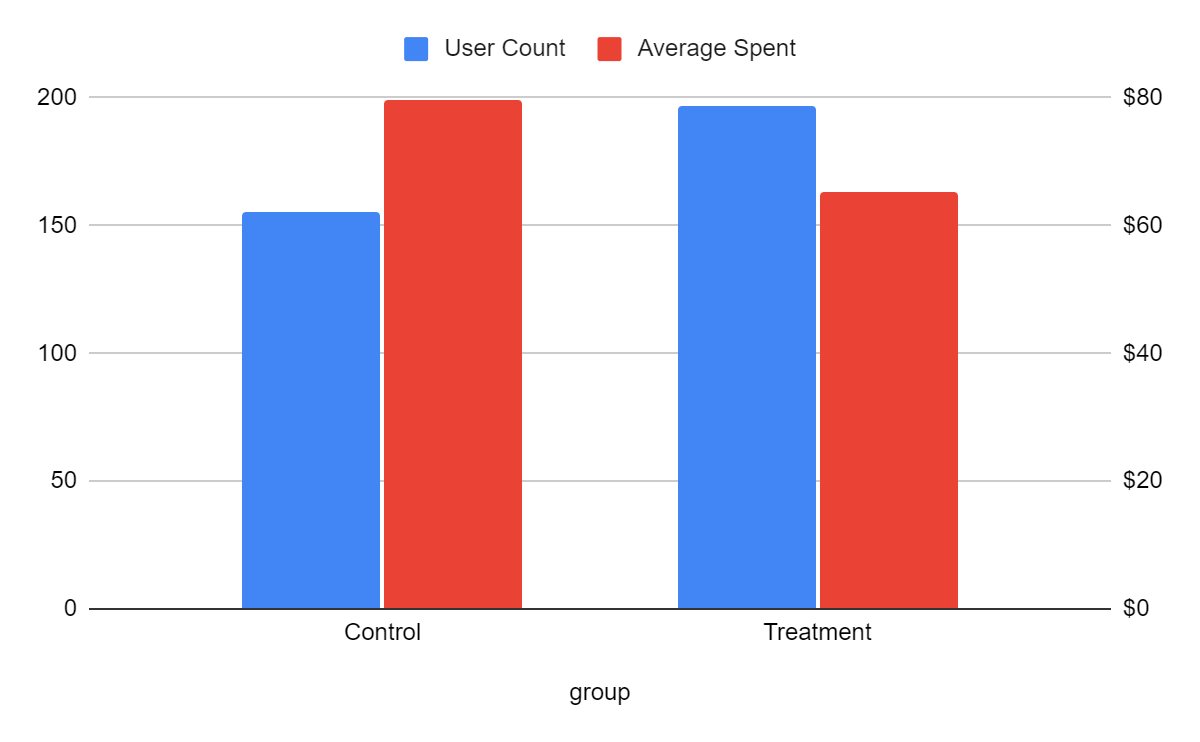 User Count Average Spent
200 $80
150 $60
100 $40
50 $20
0 $0
Control Treatment
group